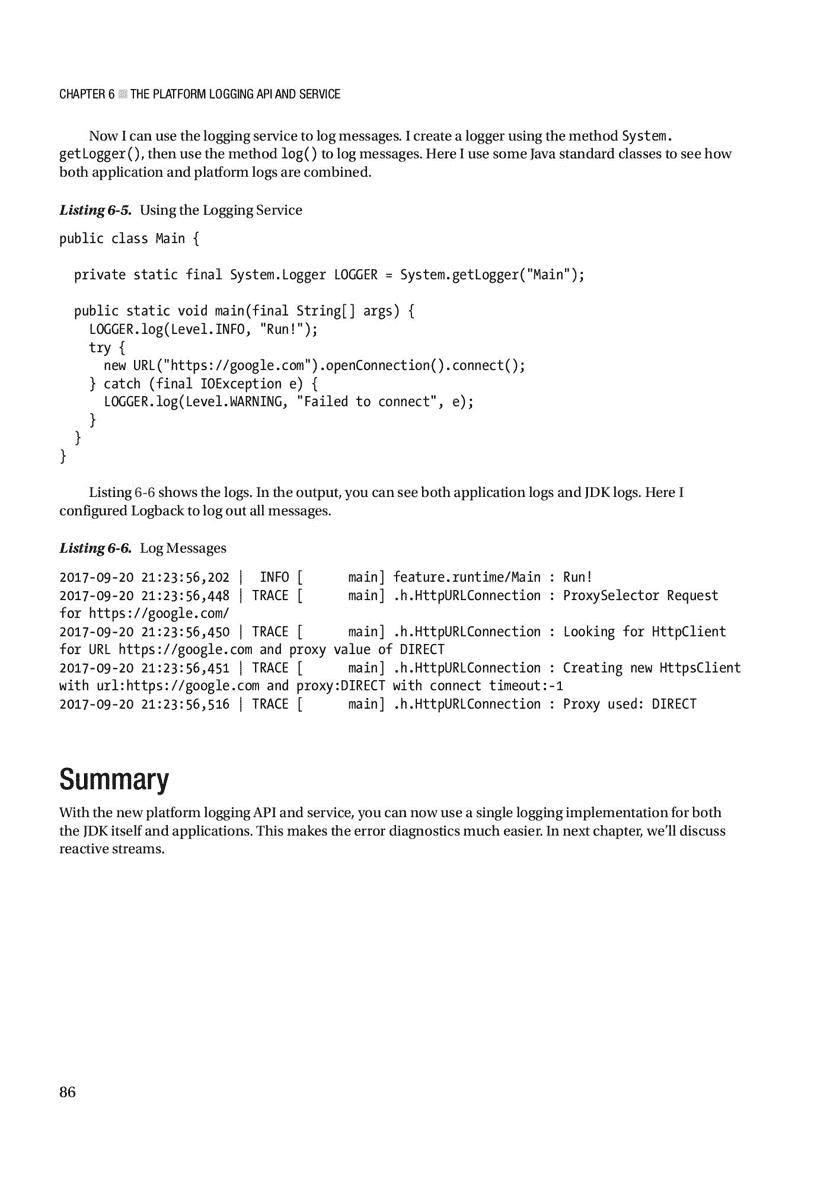 CHAPTER 6 ■ THE PLATFORM LOGGING API AND SERVICE
Now I can use the logging service to log messages. I create a logger using the method System.
getLogger(), then use the method log() to log messages. Here I use some Java standard classes to see how
both application and platform logs are combined.
Listing 6-5. Using the Logging Service
public class Main {
  private static final System.Logger LOGGER = System.getLogger("Main");
  public static void main(final String[] args) {
    LOGGER.log(Level.INFO, "Run!");
    try {
      new URL("https://google.com").openConnection().connect();
    } catch (final IOException e) {
      LOGGER.log(Level.WARNING, "Failed to connect", e);
    }
  }
}
Listing 6-6 shows the logs. In the output, you can see both application logs and JDK logs. Here I
configured Logback to log out all messages.
Listing 6-6. Log Messages
2017-09-20 21:23:56,202 |  INFO [      main] feature.runtime/Main : Run!
2017-09-20 21:23:56,448 | TRACE [      main] .h.HttpURLConnection : ProxySelector Request
for https://google.com/
2017-09-20 21:23:56,450 | TRACE [      main] .h.HttpURLConnection : Looking for HttpClient
for URL https://google.com and proxy value of DIRECT
2017-09-20 21:23:56,451 | TRACE [      main] .h.HttpURLConnection : Creating new HttpsClient
with url:https://google.com and proxy:DIRECT with connect timeout:-1
2017-09-20 21:23:56,516 | TRACE [      main] .h.HttpURLConnection : Proxy used: DIRECT
Summary
With the new platform logging API and service, you can now use a single logging implementation for both
the JDK itself and applications. This makes the error diagnostics much easier. In next chapter, we'll discuss
reactive streams.
86